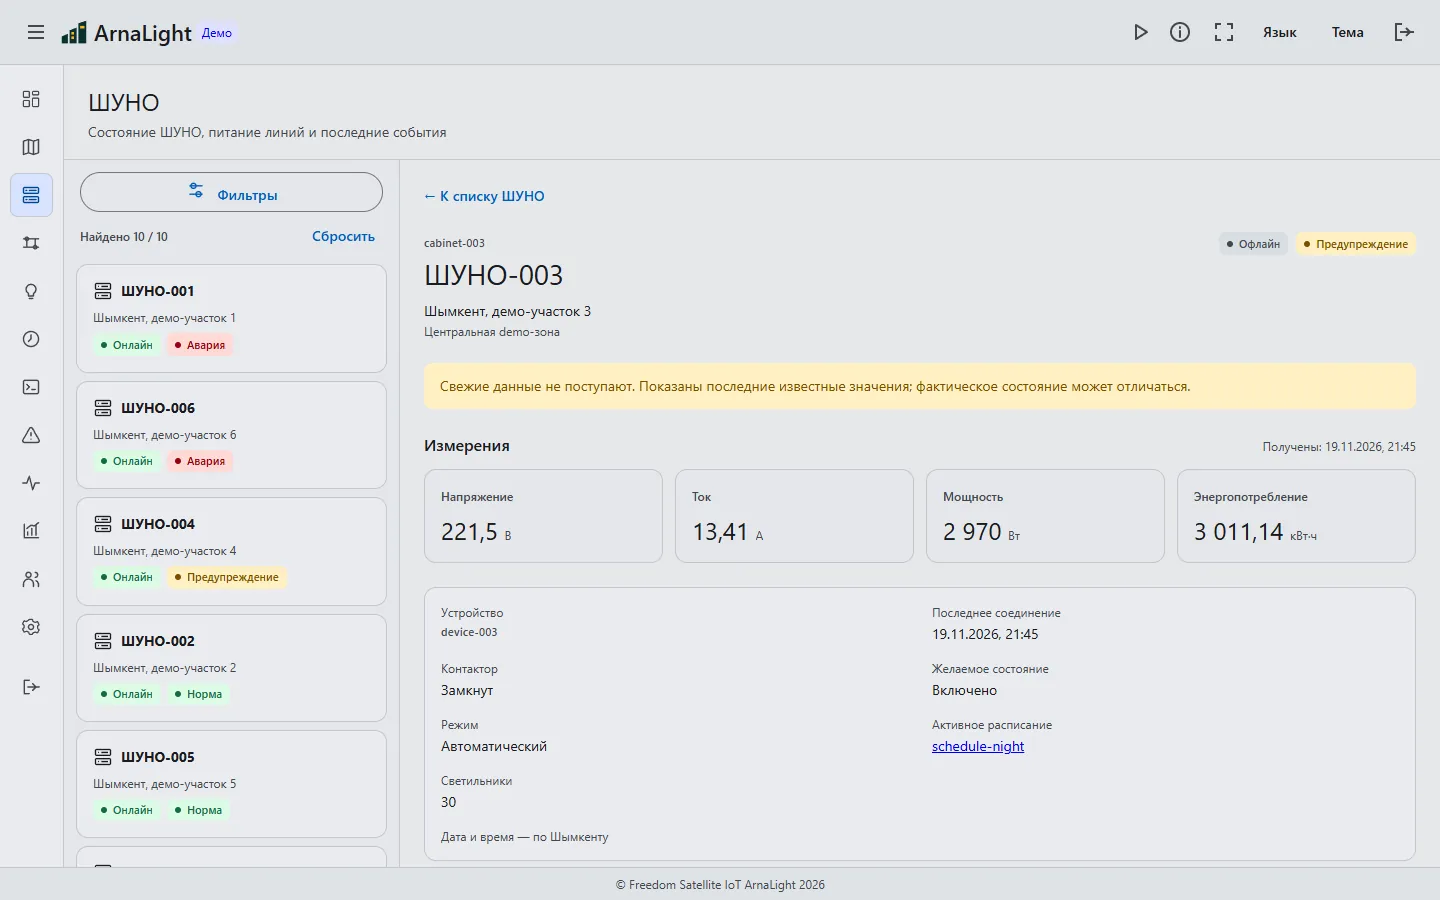 ArnaLight Демо
Язык
Тема
ШУНО
Состояние ШУНО, питание линий и последние события
Фильтры
Найдено 10 / 10
Сбросить
ШУНО-001
Шымкент, демо-участок 1
Онлайн
Авария
ШУНО-006
Шымкент, демо-участок 6
Онлайн
Авария
ШУНО-004
Шымкент, демо-участок 4
Онлайн
Предупреждение
ШУНО-002
Шымкент, демо-участок 2
Онлайн
Норма
ШУНО-005
Шымкент, демо-участок 5
Онлайн
Норма
← К списку ШУНО
cabinet-003
Офлайн
Предупреждение
ШУНО-003
Шымкент, демо-участок 3
Центральная demo-зона
Свежие данные не поступают. Показаны последние известные значения; фактическое состояние может отличаться.
Измерения
Получены: 19.11.2026, 21:45
Напряжение
221,5 В
Ток
13,41 А
Мощность
2 970 Вт
Энергопотребление
3 011,14 кВт·ч
Устройство
device-003
Последнее соединение
19.11.2026, 21:45
Контактор
Замкнут
Желаемое состояние
Включено
Режим
Автоматический
Активное расписание
schedule-night
Светильники
30
Дата и время — по Шымкенту
© Freedom Satellite IoT ArnaLight 2026